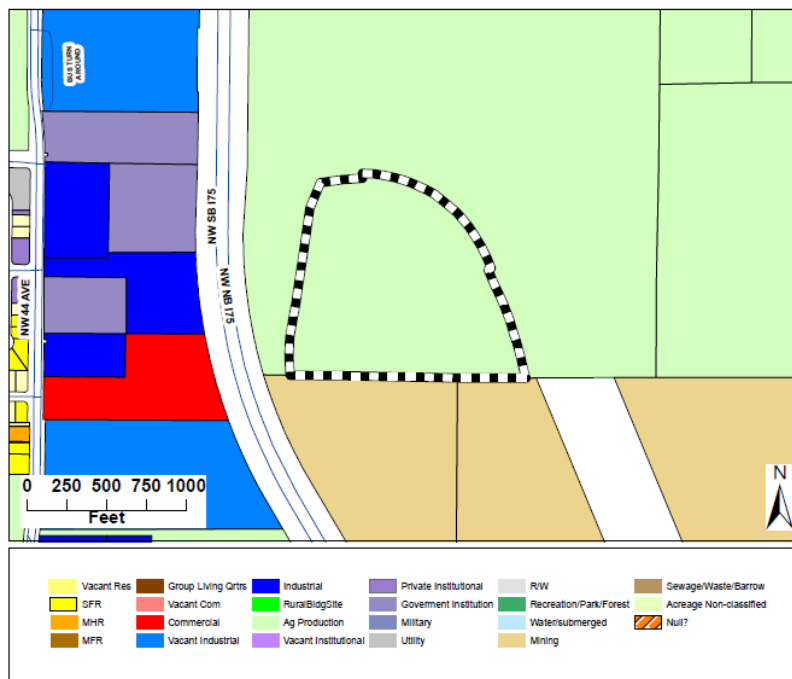 BUS TURN
AROUND
NW SB I75
NW NB I75
NW 44 AVE
0 250 500 750 1000
Feet
N
Vacant Res
SFR
MHR
MFR
Group Living Qrtrs
Vacant Com
Commercial
Vacant Industrial
Industrial
RuralBldgSite
Ag Production
Vacant Institutional
Private Institutional
Goverment Institution
Military
Utility
R/W
Recreation/Park/Forest
Water/submerged
Mining
Sewage/Waste/Barrow
Acreage Non-classified
Null?